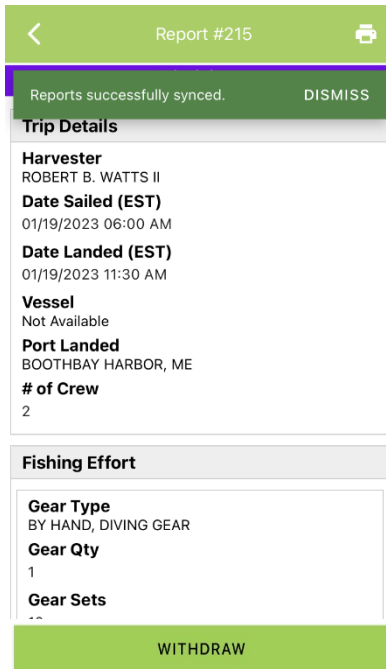 Report #215
Reports successfully synced.
DISMISS
Trip Details
Harvester
ROBERT B. WATTS II
Date Sailed (EST)
01/19/2023 06:00 AM
Date Landed (EST)
01/19/2023 11:30 AM
Vessel
Not Available
Port Landed
BOOTHBAY HARBOR, ME
# of Crew
2
Fishing Effort
Gear Type
BY HAND, DIVING GEAR
Gear Qty
1
Gear Sets
WITHDRAW